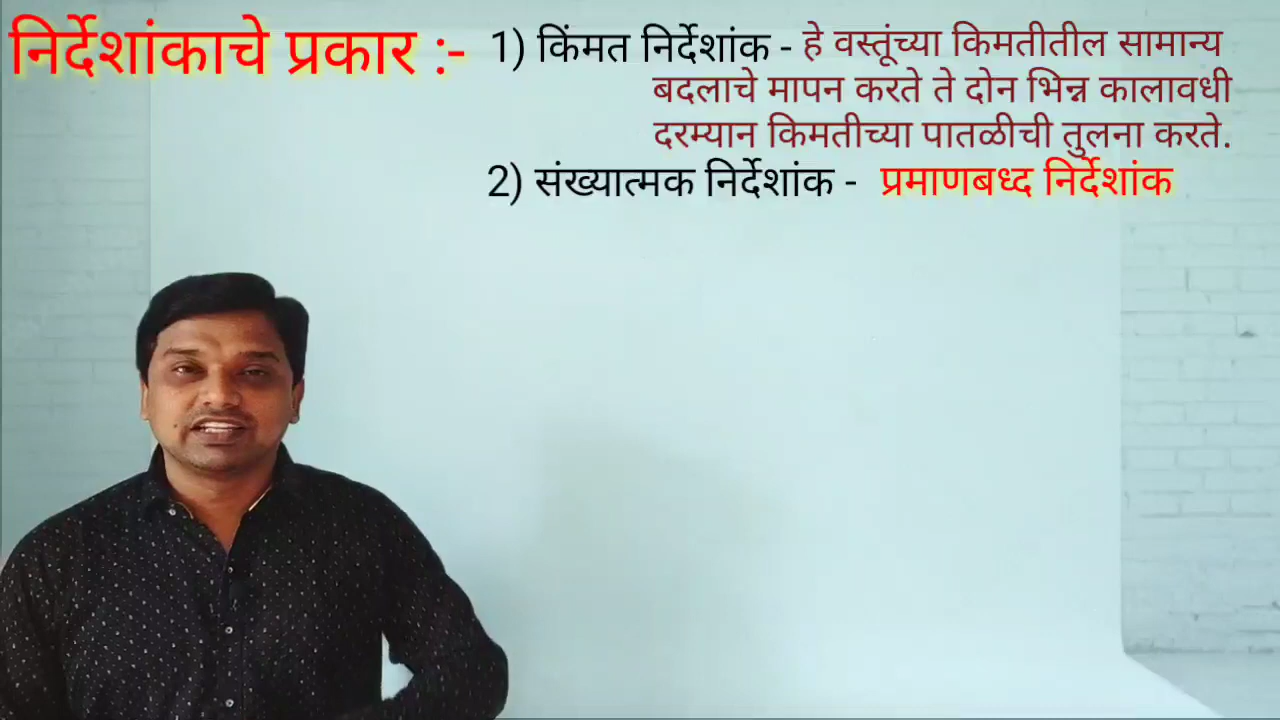 निर्देशांकाचे प्रकार :- 1) किंमत निर्देशांक - हे वस्तूंच्या किमतीतील सामान्य
बदलाचे मापन करते ते दोन भिन्न कालावधी
दरम्यान किमतीच्या पातळीची तुलना करते.
2) संख्यात्मक निर्देशांक - प्रमाणबध्द निर्देशांक